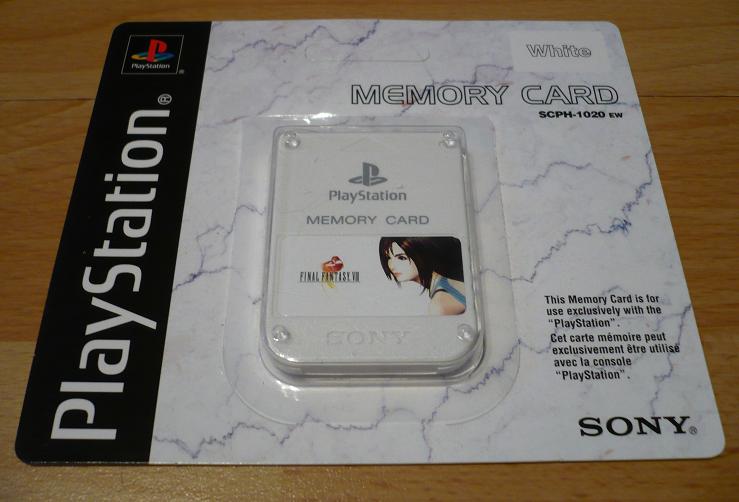 PlayStation®
PlayStation®
White
MEMORY CARD
SCPH-1020 EW
PlayStation
MEMORY CARD
FINAL FANTASY VIII
SONY
This Memory Card is for
use exclusively with the
“PlayStation”.
Cet carte mémoire peut
exclusivement être utilisé
avec la console
“PlayStation”.
SONY®